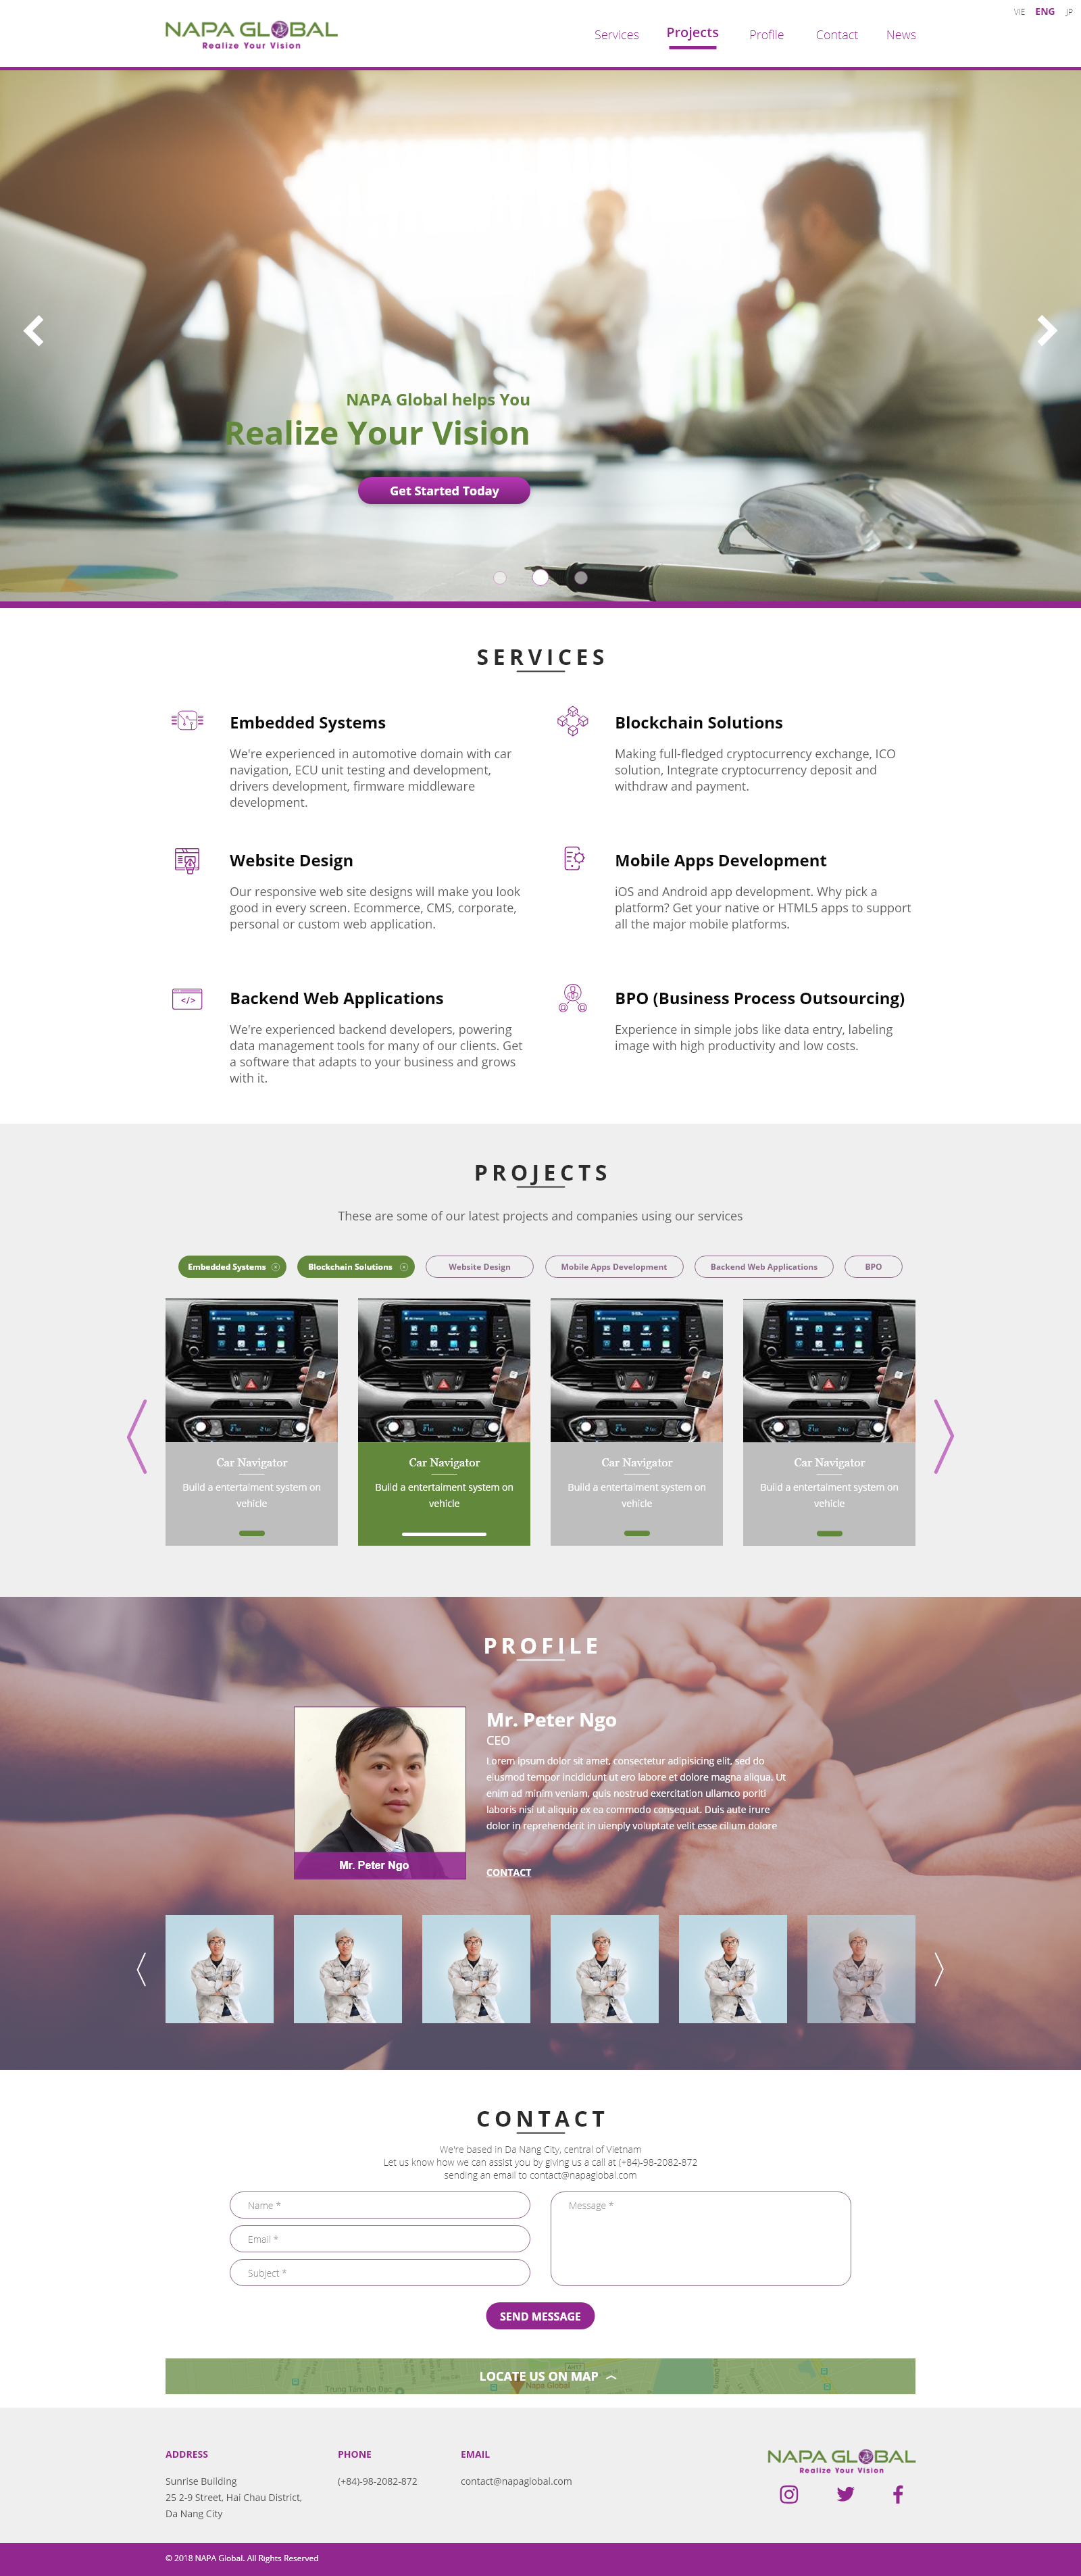 VIE ENG JP
NAPA GLOBAL
Realize Your Vision
Services Projects Profile Contact News
NAPA Global helps You
Realize Your Vision
Get Started Today
SERVICES
Embedded Systems
We're experienced in automotive domain with car
navigation, ECU unit testing and development,
drivers development, firmware middleware
development.
Blockchain Solutions
Making full-fledged cryptocurrency exchange, ICO
solution, Integrate cryptocurrency deposit and
withdraw and payment.
Website Design
Our responsive web site designs will make you look
good in every screen. Ecommerce, CMS, corporate,
personal or custom web application.
Mobile Apps Development
iOS and Android app development. Why pick a
platform? Get your native or HTML5 apps to support
all the major mobile platforms.
Backend Web Applications
We're experienced backend developers, powering
data management tools for many of our clients. Get
a software that adapts to your business and grows
with it.
BPO (Business Process Outsourcing)
Experience in simple jobs like data entry, labeling
image with high productivity and low costs.
PROJECTS
These are some of our latest projects and companies using our services
Embedded Systems Blockchain Solutions Website Design Mobile Apps Development Backend Web Applications BPO
Car Navigator
Build a entertaiment system on
vehicle
Car Navigator
Build a entertaiment system on
vehicle
Car Navigator
Build a entertaiment system on
vehicle
Car Navigator
Build a entertaiment system on
vehicle
PROFILE
Mr. Peter Ngo
Mr. Peter Ngo
CEO
Lorem ipsum dolor sit amet, consectetur adipisicing elit, sed do
eiusmod tempor incididunt ut ero labore et dolore magna aliqua. Ut
enim ad minim veniam, quis nostrud exercitation ullamco poriti
laboris nisi ut aliquip ex ea commodo consequat. Duis aute irure
dolor in reprehenderit in uienply voluptate velit esse cillum dolore
CONTACT
CONTACT
We're based in Da Nang City, central of Vietnam
Let us know how we can assist you by giving us a call at (+84)-98-2082-872
sending an email to contact@napaglobal.com
Name *
Email *
Subject *
Message *
SEND MESSAGE
LOCATE US ON MAP
Trung Tâm Đo Đạc
Napa Global
ADDRESS
Sunrise Building
25 2-9 Street, Hai Chau District,
Da Nang City
PHONE
(+84)-98-2082-872
EMAIL
contact@napaglobal.com
NAPA GLOBAL
Realize Your Vision
© 2018 NAPA Global. All Rights Reserved